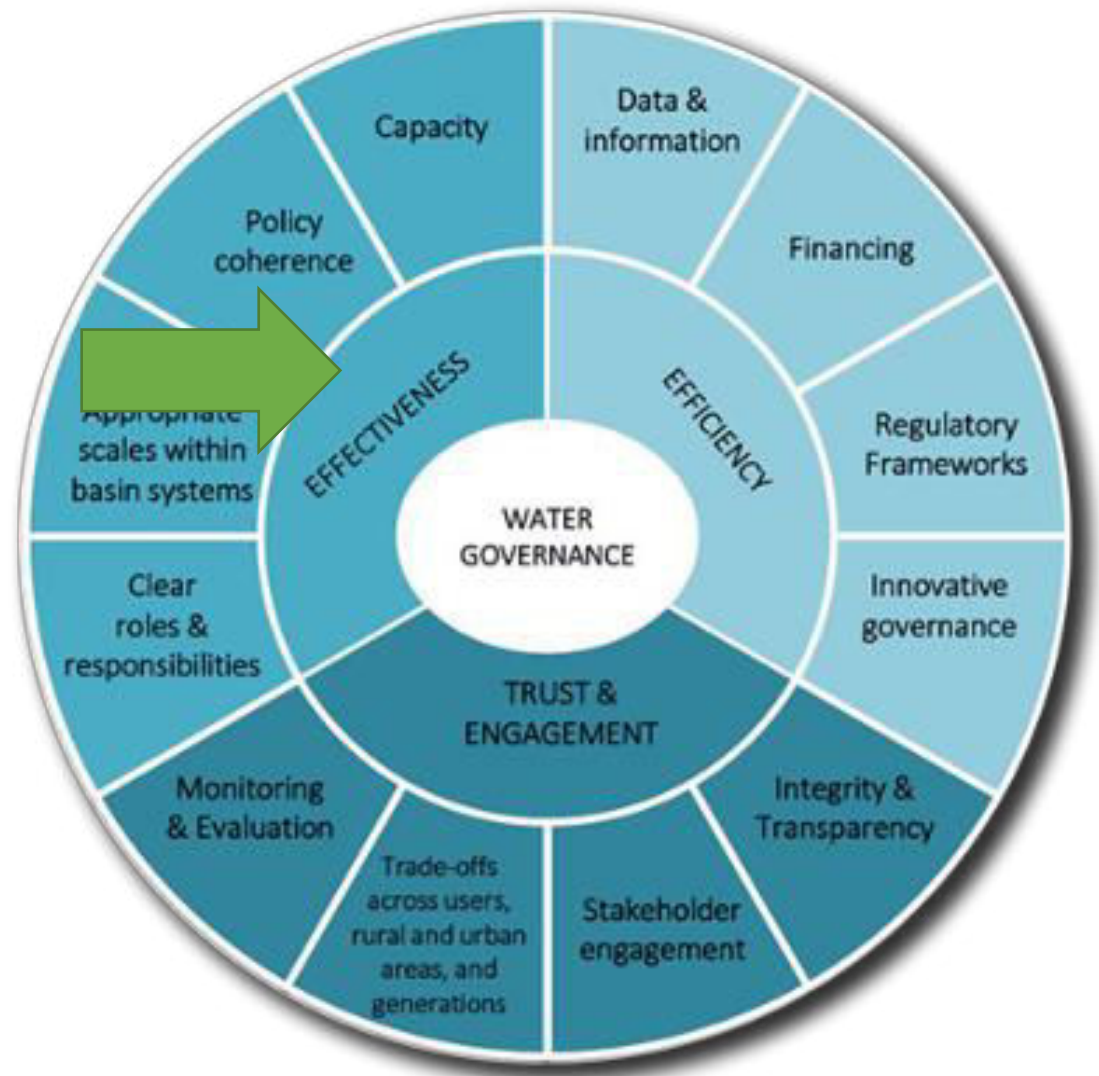 Capacity
Data &
information
Policy
coherence
Financing
Appropriate
scales within
basin systems
Regulatory
Frameworks
EFFECTIVENESS
EFFICIENCY
WATER
GOVERNANCE
Clear
roles &
responsibilities
Innovative
governance
TRUST &
ENGAGEMENT
Monitoring
& Evaluation
Integrity &
Transparency
Trade-offs
across users,
rural and urban
areas, and
generations
Stakeholder
engagement